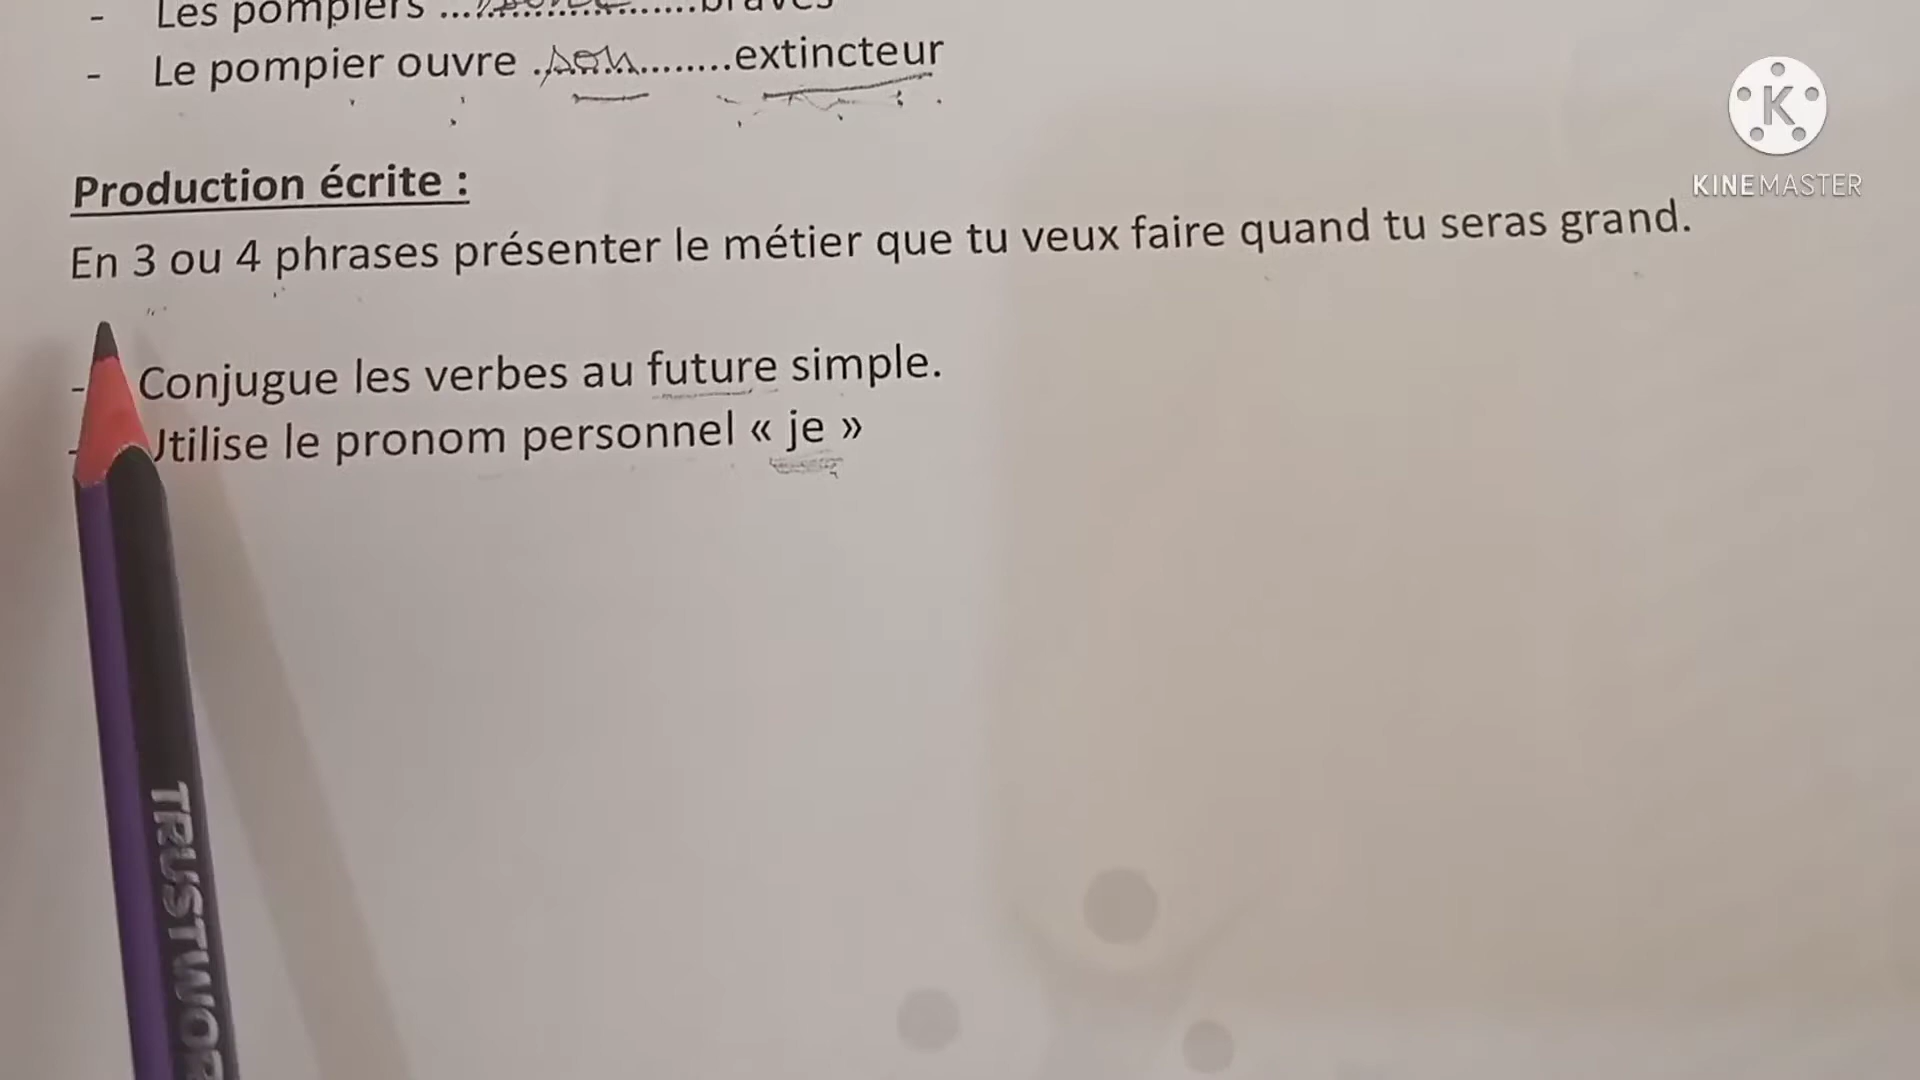 - Les pompiers ........................braves
- Le pompier ouvre ..son........extincteur
KINEMASTER
Production écrite :
En 3 ou 4 phrases présenter le métier que tu veux faire quand tu seras grand.
- Conjugue les verbes au future simple.
- Utilise le pronom personnel « je »
TRUSTWOR